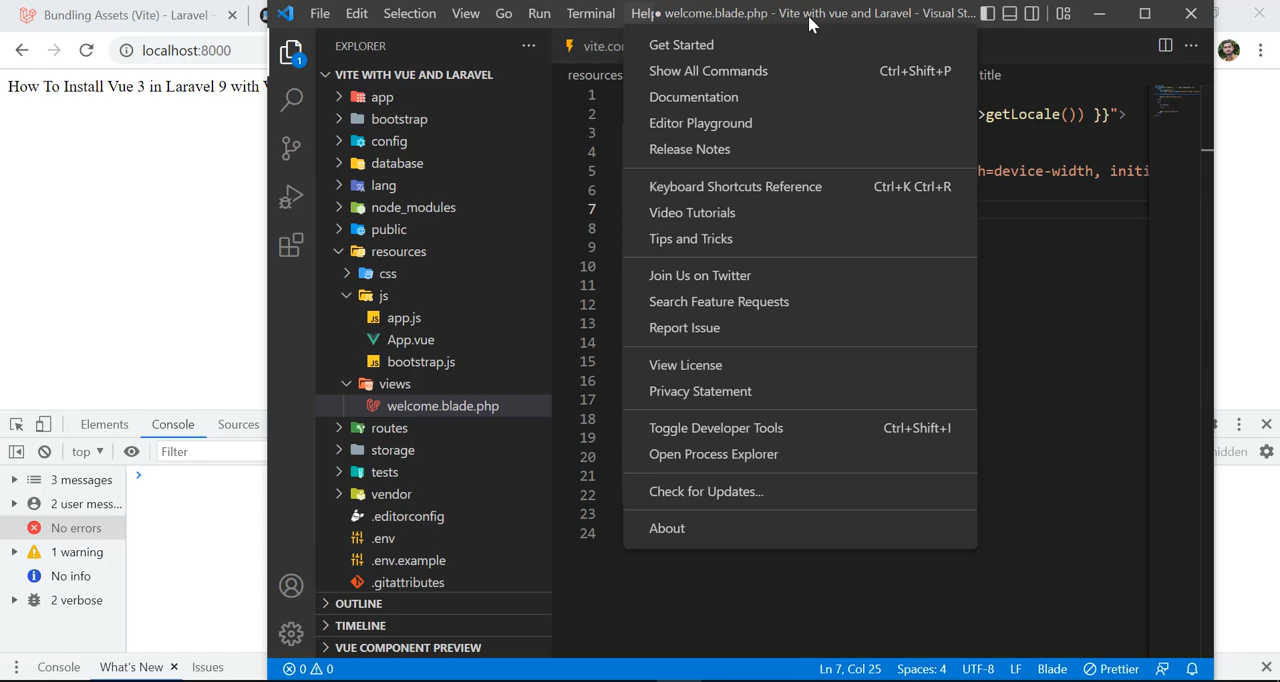 Bundling Assets (Vite) - Laravel -
localhost:8000
How To Install Vue 3 in Laravel 9 with
Elements
Console
Sources
top
Filter
3 messages
2 user mess...
No errors
1 warning
No info
2 verbose
Console
What's New
Issues
File
Edit
Selection
View
Go
Run
Terminal
Help
welcome.blade.php - Vite with vue and Laravel - Visual St...
EXPLORER
1
VITE WITH VUE AND LARAVEL
app
bootstrap
config
database
lang
node_modules
public
resources
css
js
app.js
App.vue
bootstrap.js
views
welcome.blade.php
routes
storage
tests
vendor
.editorconfig
.env
.env.example
.gitattributes
OUTLINE
TIMELINE
VUE COMPONENT PREVIEW
vite.co
resources
title
1
2
3
4
5
6
7
8
9
10
11
12
13
14
15
16
17
18
19
20
21
22
23
24
>getLocale()) }}">
h=device-width, initi
Get Started
Show All Commands Ctrl+Shift+P
Documentation
Editor Playground
Release Notes
Keyboard Shortcuts Reference Ctrl+K Ctrl+R
Video Tutorials
Tips and Tricks
Join Us on Twitter
Search Feature Requests
Report Issue
View License
Privacy Statement
Toggle Developer Tools Ctrl+Shift+I
Open Process Explorer
Check for Updates...
About
hidden
0 0
Ln 7, Col 25
Spaces: 4
UTF-8
LF
Blade
Prettier